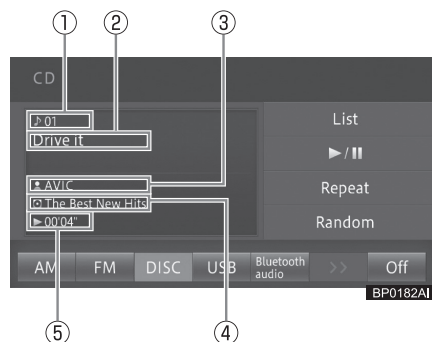 ① ② ③
CD
♪ 01
Drive it
AVIC
The Best New Hits
▶ 00'04"
List
▶/II
Repeat
Random
AM FM DISC USB Bluetooth audio >> Off
BP0182AI
⑤ ④